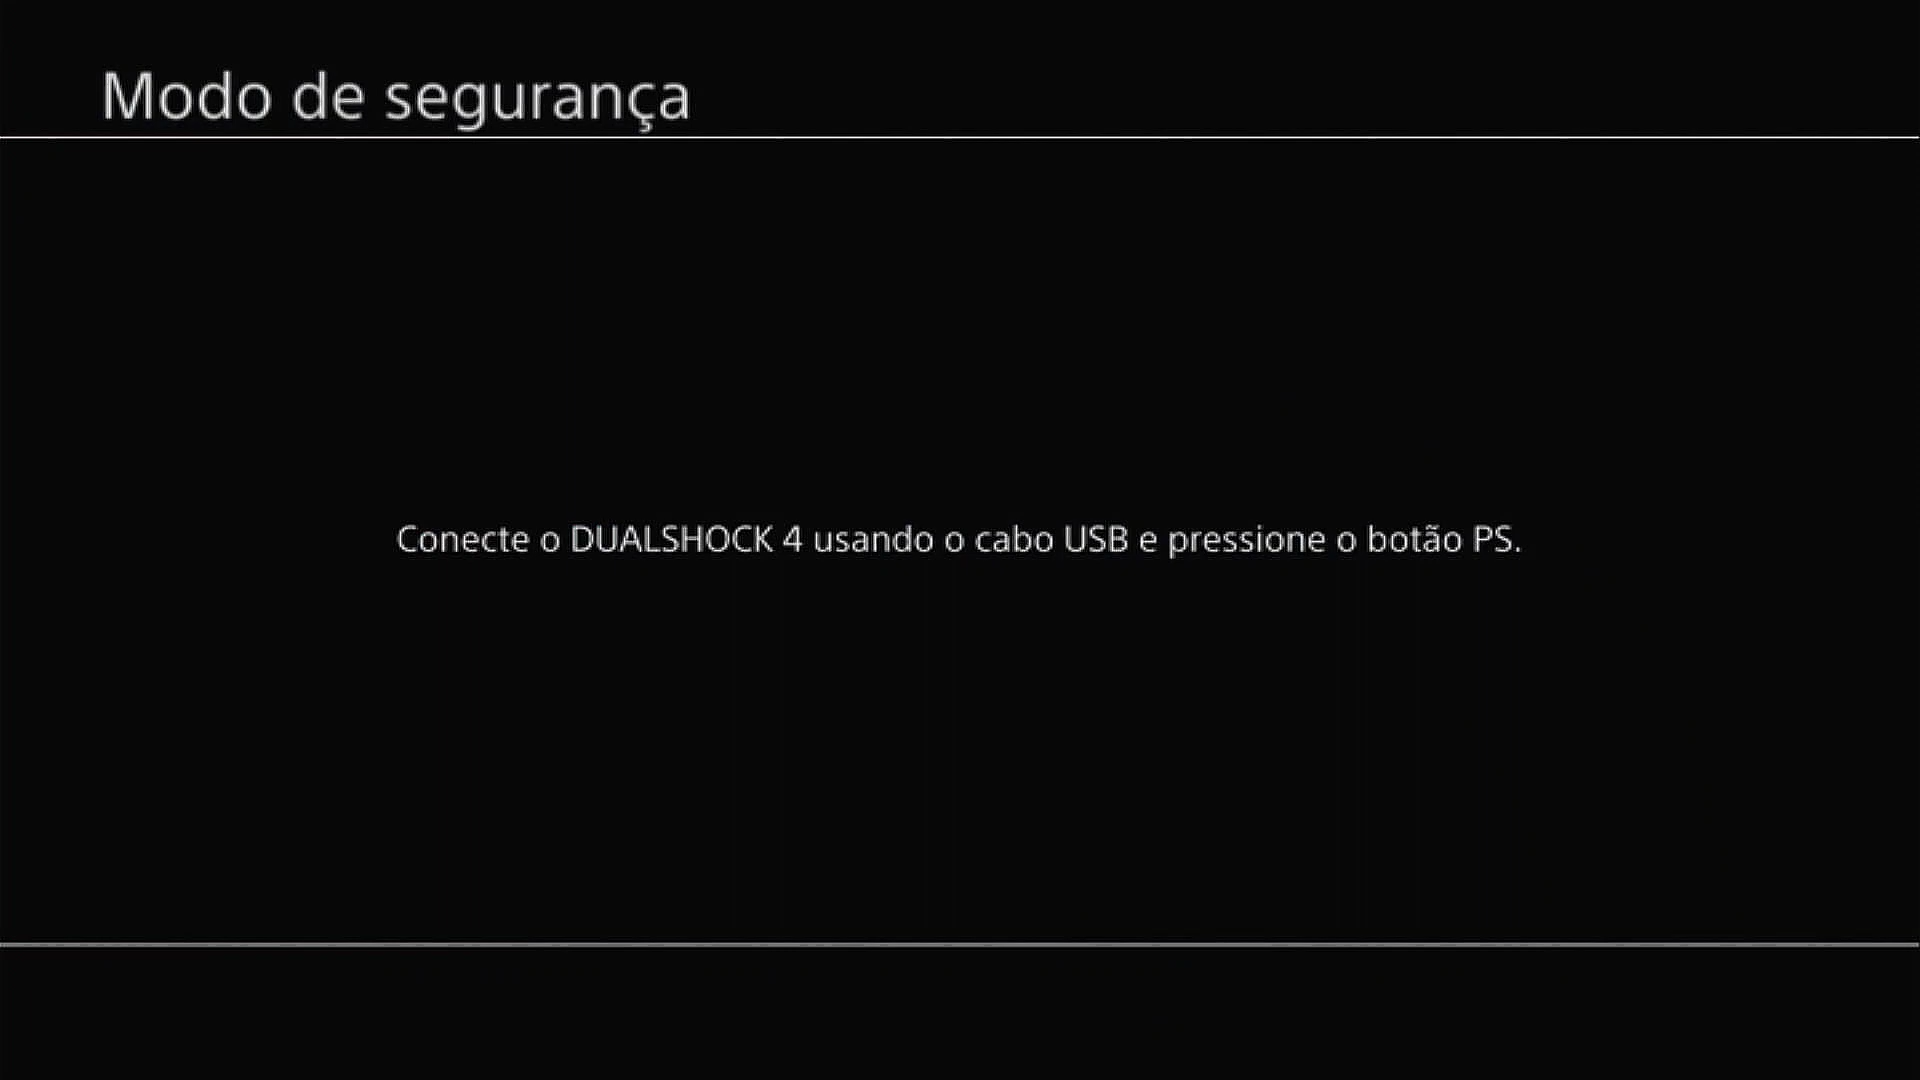 Modo de segurança
Conecte o DUALSHOCK 4 usando o cabo USB e pressione o botão PS.